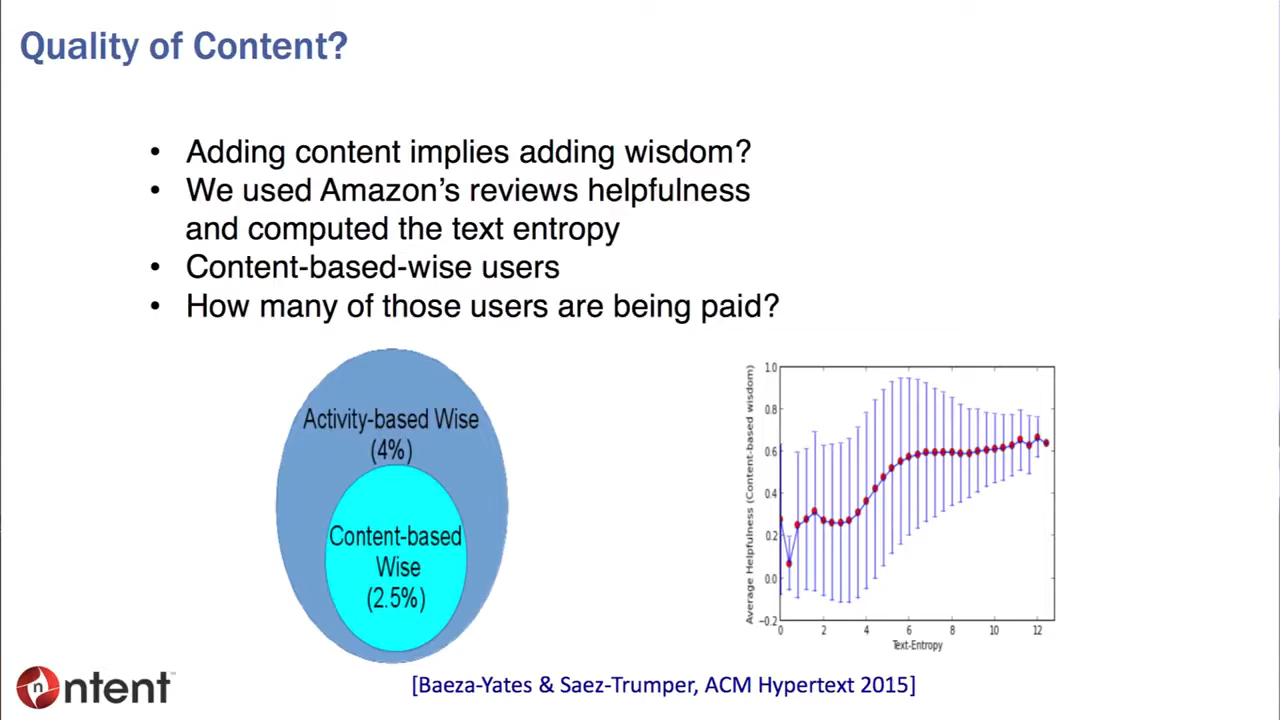 Quality of Content?
• Adding content implies adding wisdom?
• We used Amazon's reviews helpfulness
and computed the text entropy
• Content-based-wise users
• How many of those users are being paid?
Activity-based Wise
(4%)
Content-based
Wise
(2.5%)
Average Helpfulness (Content-based wisdom)
1.0
0.8
0.6
0.4
0.2
0.0
−0.2
0 2 4 6 8 10 12
Text-Entropy
[Baeza-Yates & Saez-Trumper, ACM Hypertext 2015]
ntent